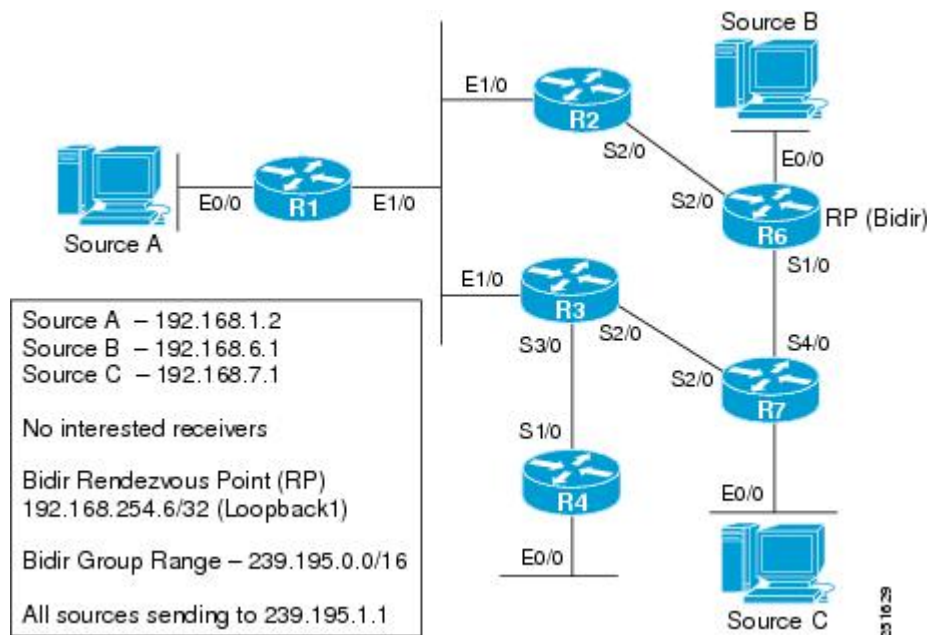 Source B
E1/0
R2
S2/0
E0/0
S2/0
R6
RP (Bidir)
E0/0
R1
E1/0
Source A
S1/0
E1/0
R3
S3/0
S2/0
S4/0
S2/0
R7
S1/0
R4
E0/0
E0/0
Source C
Source A – 192.168.1.2
Source B – 192.168.6.1
Source C – 192.168.7.1
No interested receivers
Bidir Rendezvous Point (RP)
192.168.254.6/32 (Loopback1)
Bidir Group Range – 239.195.0.0/16
All sources sending to 239.195.1.1